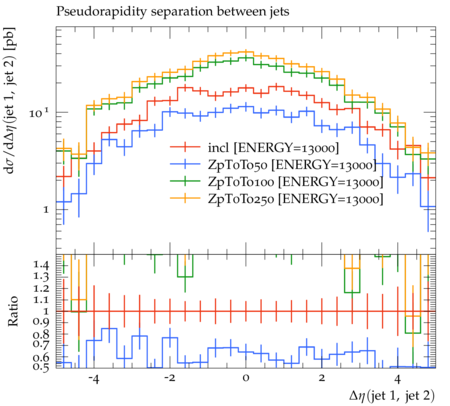 Pseudorapidity separation between jets
dσ/dΔη(jet 1, jet 2) [pb]
10¹
1
incl [ENERGY=13000]
ZpToTo50 [ENERGY=13000]
ZpToTo100 [ENERGY=13000]
ZpToTo250 [ENERGY=13000]
Ratio
1.4
1.3
1.2
1.1
1
0.9
0.8
0.7
0.6
0.5
-4 -2 0 2 4
Δη(jet 1, jet 2)